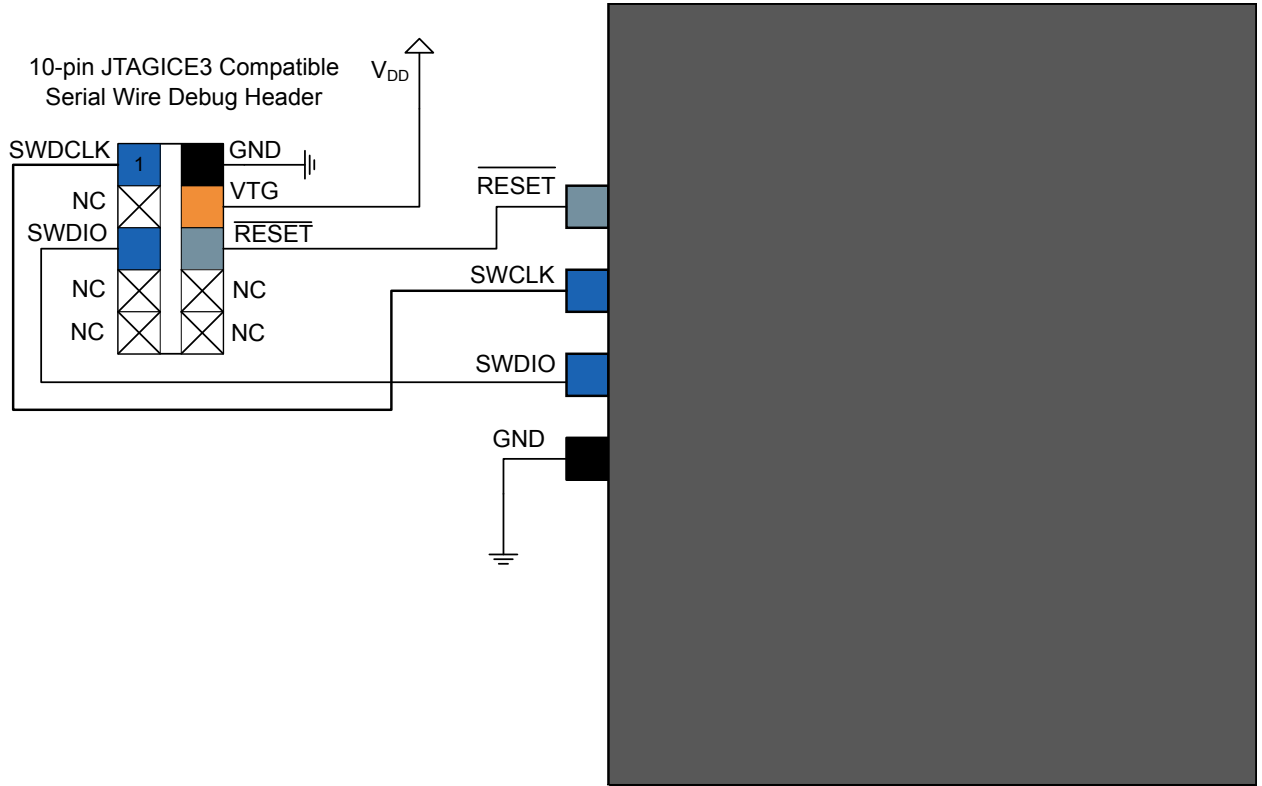 10-pin JTAGICE3 Compatible
Serial Wire Debug Header
VDD
SWDCLK
1
GND
NC
VTG
SWDIO
RESET
NC
NC
NC
NC
RESET
SWCLK
SWDIO
GND